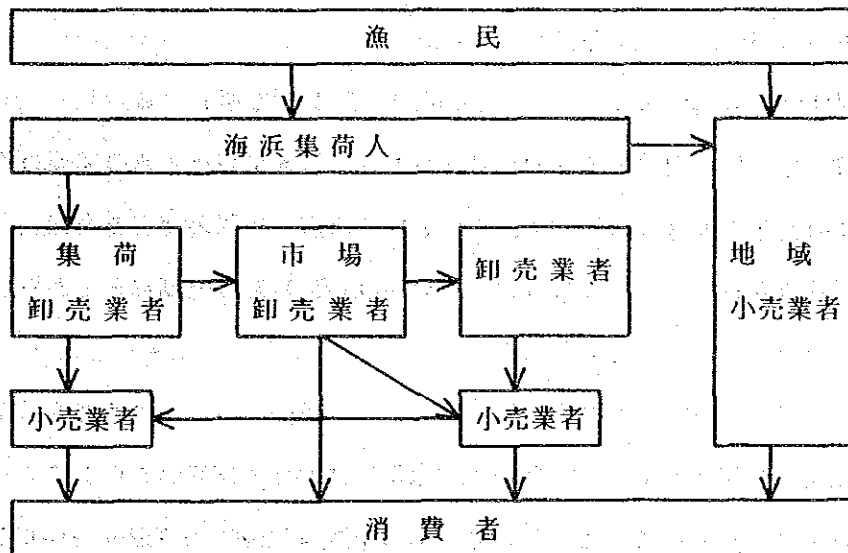 漁民
海浜集荷人
集荷
卸売業者
市場
卸売業者
卸売業者
地域
小売業者
小売業者
小売業者
消費者